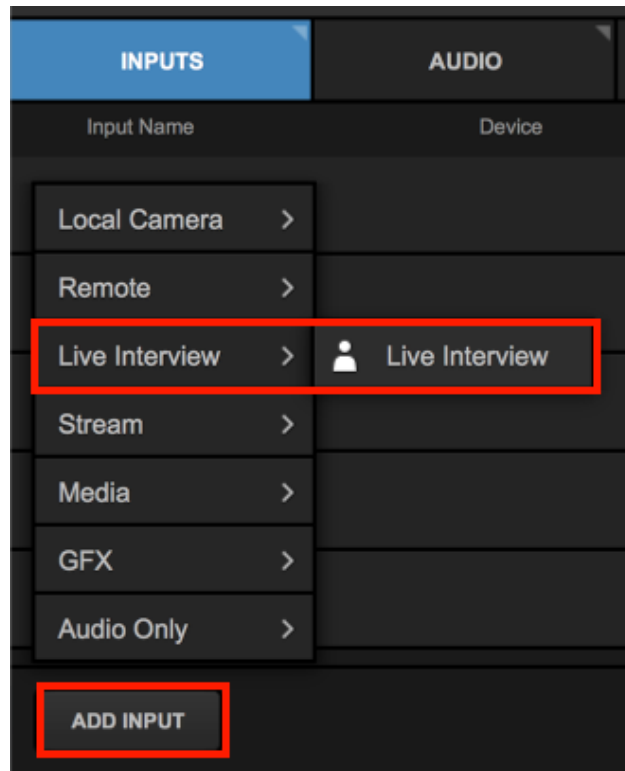 INPUTS AUDIO
Input Name Device
Local Camera
Remote
Live Interview Live Interview
Stream
Media
GFX
Audio Only
ADD INPUT